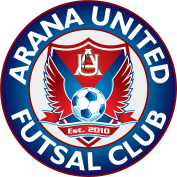 ARANA UNITED
AU
Est. 2010
FUTSAL CLUB